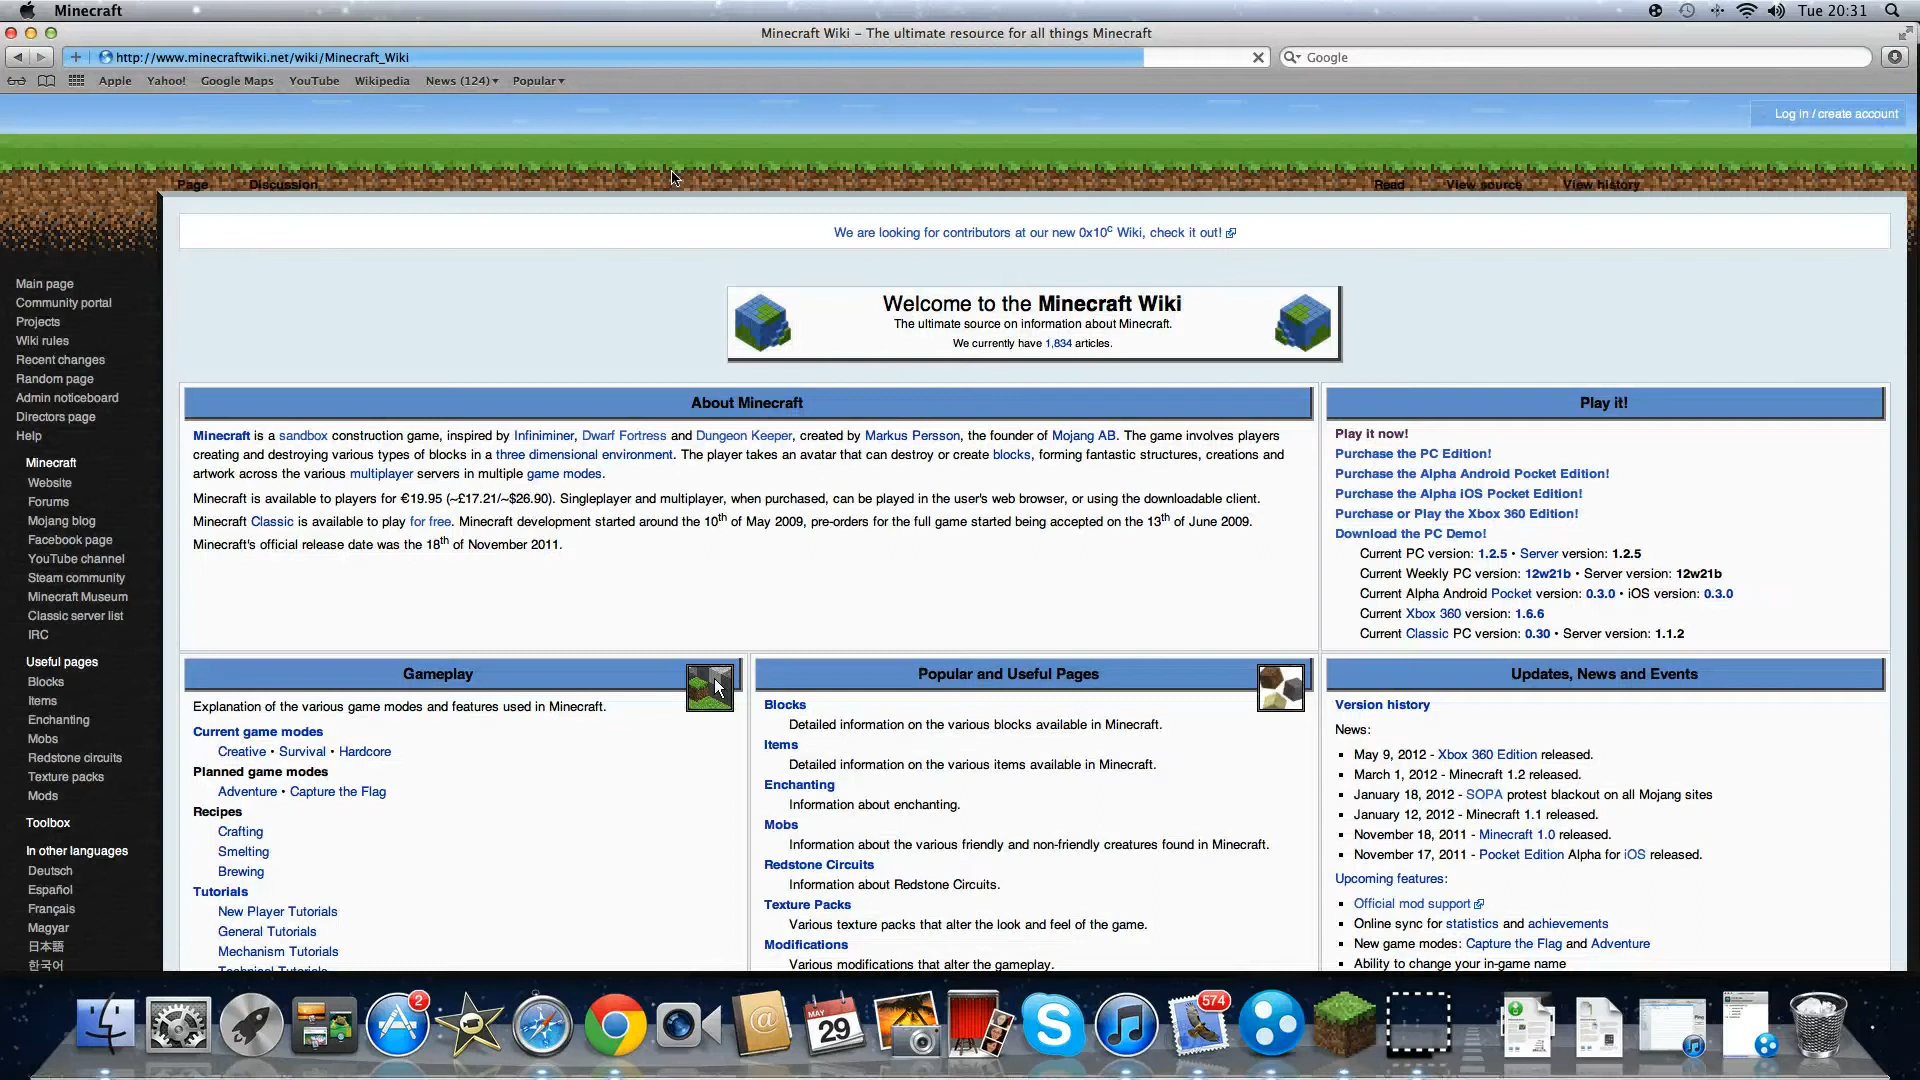 Minecraft
Tue 20:31
Minecraft Wiki – The ultimate resource for all things Minecraft
http://www.minecraftwiki.net/wiki/Minecraft_Wiki
Google
Apple Yahoo! Google Maps YouTube Wikipedia News (124) Popular
Log in / create account
Page Discussion Read View source View history
We are looking for contributors at our new 0x10c Wiki, check it out!
Welcome to the Minecraft Wiki
The ultimate source on information about Minecraft.
We currently have 1,834 articles.
Main page
Community portal
Projects
Wiki rules
Recent changes
Random page
Admin noticeboard
Directors page
Help
Minecraft
Website
Forums
Mojang blog
Facebook page
YouTube channel
Steam community
Minecraft Museum
Classic server list
IRC
Useful pages
Blocks
Items
Enchanting
Mobs
Redstone circuits
Texture packs
Mods
Toolbox
In other languages
Deutsch
Español
Français
Magyar
日本語
한국어
About Minecraft
Minecraft is a sandbox construction game, inspired by Infiniminer, Dwarf Fortress and Dungeon Keeper, created by Markus Persson, the founder of Mojang AB. The game involves players
creating and destroying various types of blocks in a three dimensional environment. The player takes an avatar that can destroy or create blocks, forming fantastic structures, creations and
artwork across the various multiplayer servers in multiple game modes.
Minecraft is available to players for €19.95 (~£17.21/~$26.90). Singleplayer and multiplayer, when purchased, can be played in the user's web browser, or using the downloadable client.
Minecraft Classic is available to play for free. Minecraft development started around the 10th of May 2009, pre-orders for the full game started being accepted on the 13th of June 2009.
Minecraft's official release date was the 18th of November 2011.
Play it!
Play it now!
Purchase the PC Edition!
Purchase the Alpha Android Pocket Edition!
Purchase the Alpha iOS Pocket Edition!
Purchase or Play the Xbox 360 Edition!
Download the PC Demo!
Current PC version: 1.2.5 • Server version: 1.2.5
Current Weekly PC version: 12w21b • Server version: 12w21b
Current Alpha Android Pocket version: 0.3.0 • iOS version: 0.3.0
Current Xbox 360 version: 1.6.6
Current Classic PC version: 0.30 • Server version: 1.1.2
Gameplay
Explanation of the various game modes and features used in Minecraft.
Current game modes
Creative • Survival • Hardcore
Planned game modes
Adventure • Capture the Flag
Recipes
Crafting
Smelting
Brewing
Tutorials
New Player Tutorials
General Tutorials
Mechanism Tutorials
Technical Tutorials
Popular and Useful Pages
Blocks
Detailed information on the various blocks available in Minecraft.
Items
Detailed information on the various items available in Minecraft.
Enchanting
Information about enchanting.
Mobs
Information about the various friendly and non-friendly creatures found in Minecraft.
Redstone Circuits
Information about Redstone Circuits.
Texture Packs
Various texture packs that alter the look and feel of the game.
Modifications
Various modifications that alter the gameplay.
Updates, News and Events
Version history
News:
May 9, 2012 - Xbox 360 Edition released.
March 1, 2012 - Minecraft 1.2 released.
January 18, 2012 - SOPA protest blackout on all Mojang sites
January 12, 2012 - Minecraft 1.1 released.
November 18, 2011 - Minecraft 1.0 released.
November 17, 2011 - Pocket Edition Alpha for iOS released.
Upcoming features:
Official mod support
Online sync for statistics and achievements
New game modes: Capture the Flag and Adventure
Ability to change your in-game name
2
MAY
29
574